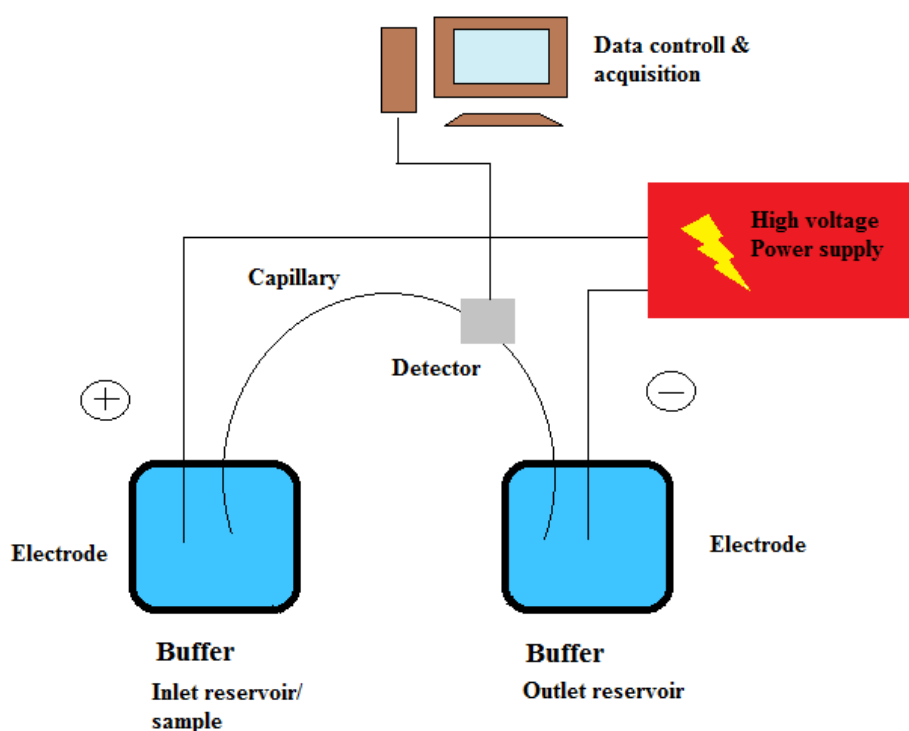 Data controll &
acquisition
High voltage
Power supply
Capillary
Detector
+
−
Electrode
Electrode
Buffer
Inlet reservoir/
sample
Buffer
Outlet reservoir